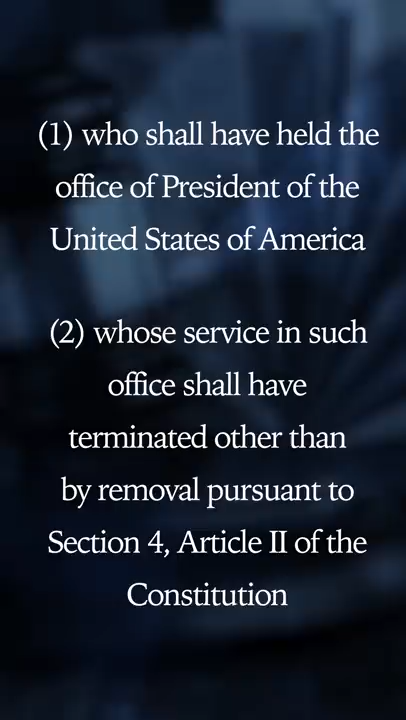 (1) who shall have held the
office of President of the
United States of America
(2) whose service in such
office shall have
terminated other than
by removal pursuant to
Section 4, Article II of the
Constitution